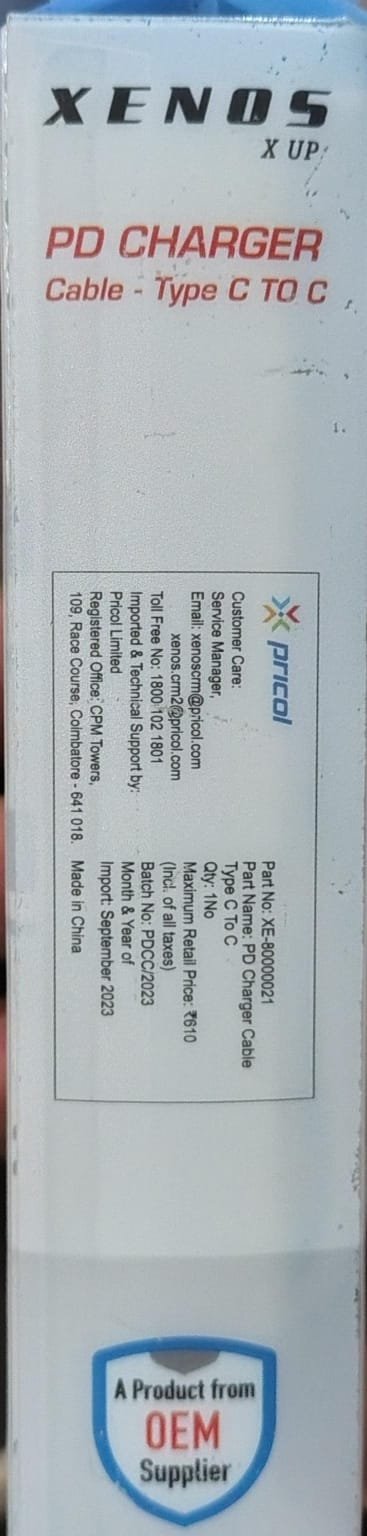 XENOS
X UP
PD CHARGER
Cable - Type C TO C
pricol
Customer Care:
Service Manager,
Email: xenoscrm@pricol.com
xenos.crm2@pricol.com
Toll Free No: 1800 102 1801
Imported & Technical Support by:
Pricol Limited
Registered Office: CPM Towers,
109, Race Course, Coimbatore - 641 018.
Part No: XE-80000021
Part Name: PD Charger Cable
Type C To C
Qty: 1No
Maximum Retail Price: ₹610
(Incl. of all taxes)
Batch No: PDCC/2023
Month & Year of
Import: September 2023
Made in China
A Product from
OEM
Supplier